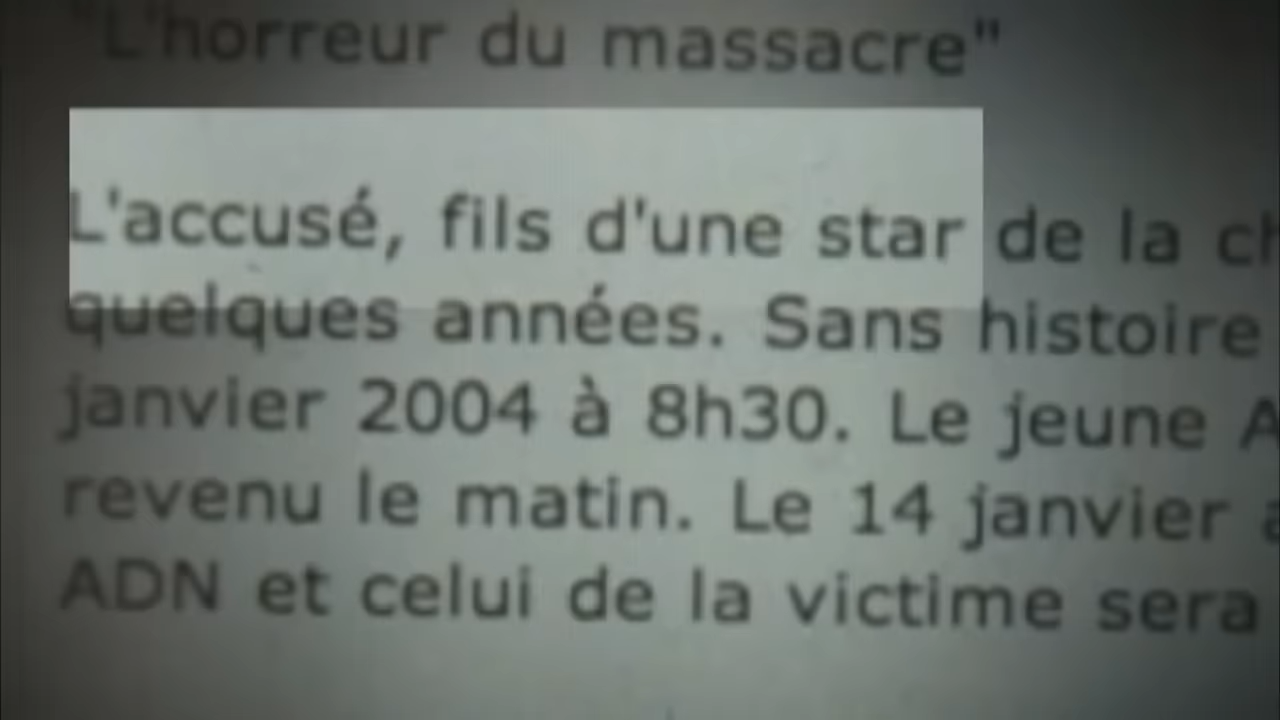 "L'horreur du massacre"
L'accusé, fils d'une star de la
quelques années. Sans histoire
janvier 2004 à 8h30. Le jeune
revenu le matin. Le 14 janvier
ADN et celui de la victime sera